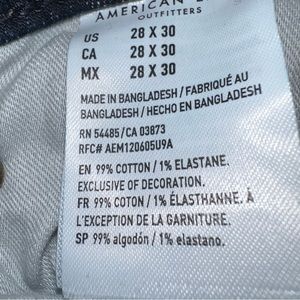 AMERICAN E
OUTFITTERS
US 28 X 30
CA 28 X 30
MX 28 X 30
MADE IN BANGLADESH / FABRIQUÉ AU
BANGLADESH / HECHO EN BANGLADESH
RN 54485/CA 03873
RFC# AEM120605U9A
EN 99% COTTON / 1% ELASTANE.
EXCLUSIVE OF DECORATION.
FR 99% COTON / 1% ÉLASTHANNE. À
L'EXCEPTION DE LA GARNITURE.
SP 99% algodón / 1% elastano.